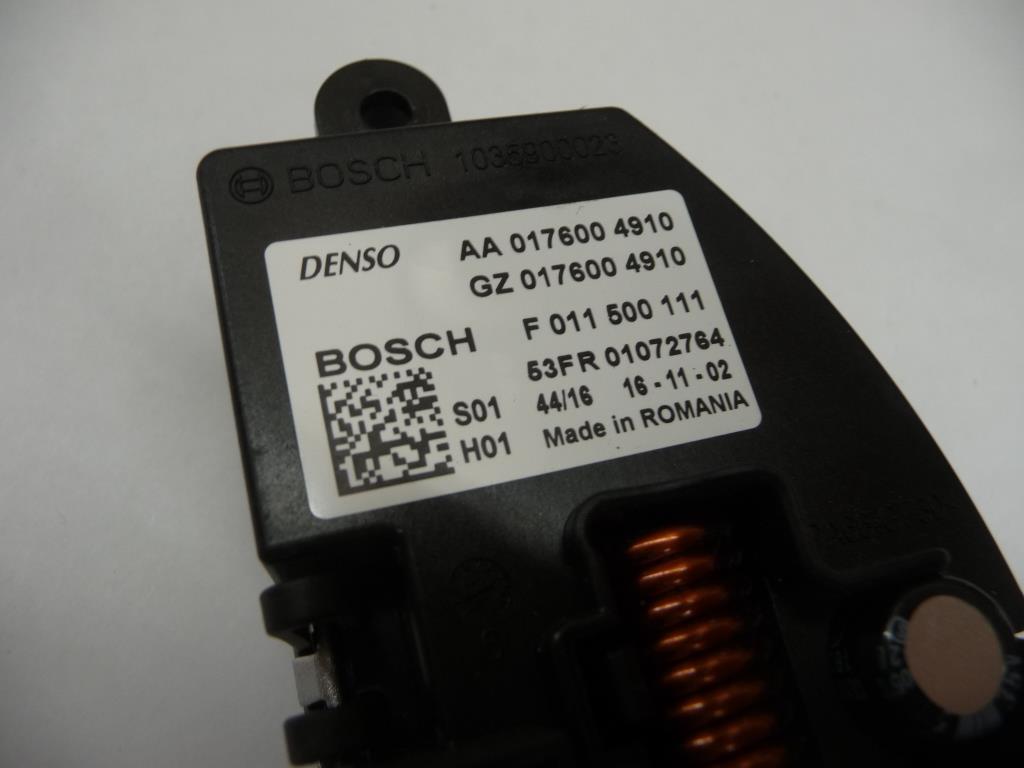 BOSCH 1035900023
DENSO AA 017600 4910
GZ 017600 4910
BOSCH F 011 500 111
53FR 01072764
S01 44/16 16-11-02
H01 Made in ROMANIA